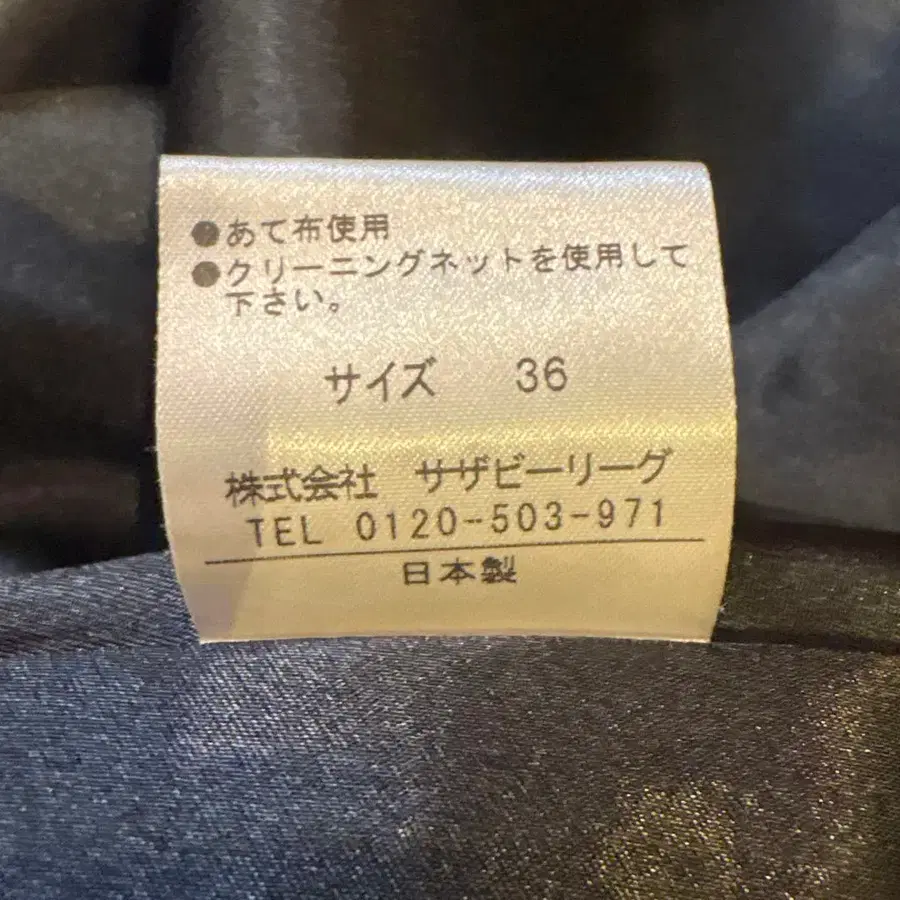 ●あて布使用
●クリーニングネットを使用して
下さい。
サイズ 36
株式会社 サザビーリーグ
TEL 0120-503-971
日本製